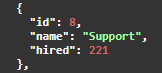 {
"id": 8,
"name": "Support",
"hired": 221
},